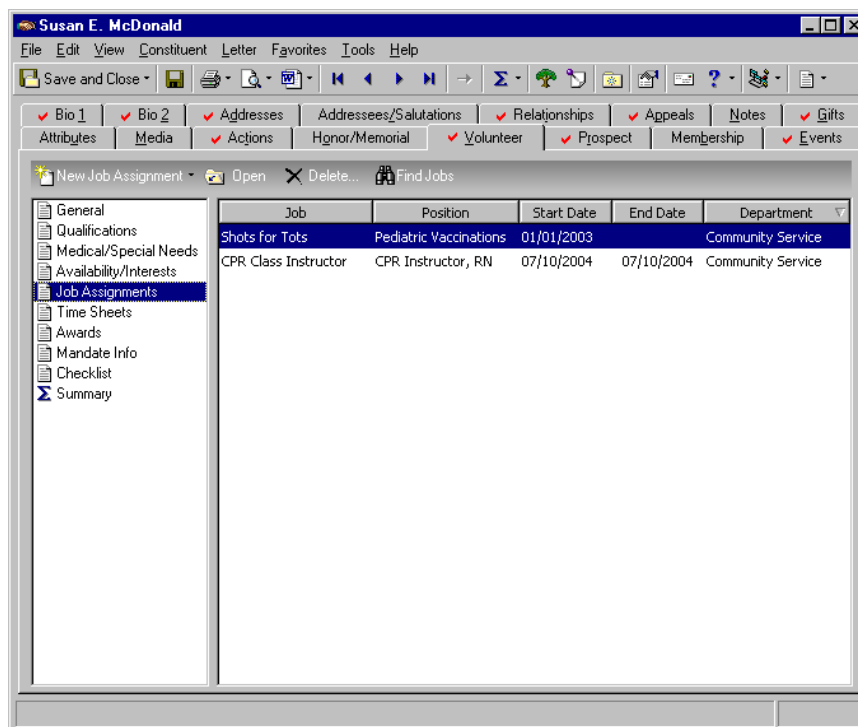 Susan E. McDonald
File Edit View Constituent Letter Favorites Tools Help
Save and Close
Bio 1 Bio 2 Addresses Addressees/Salutations Relationships Appeals Notes Gifts
Attributes Media Actions Honor/Memorial Volunteer Prospect Membership Events
New Job Assignment Open Delete... Find Jobs
General
Qualifications
Medical/Special Needs
Availability/Interests
Job Assignments
Time Sheets
Awards
Mandate Info
Checklist
Summary
Job Position Start Date End Date Department
Shots for Tots Pediatric Vaccinations 01/01/2003 Community Service
CPR Class Instructor CPR Instructor, RN 07/10/2004 07/10/2004 Community Service